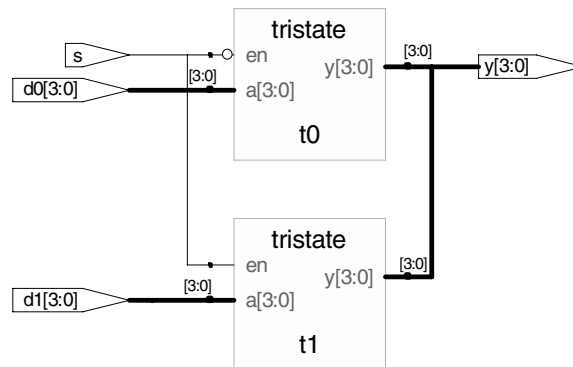 tristate
s
en
[3:0]
y[3:0]
[3:0]
y[3:0]
d0[3:0]
a[3:0]
t0
tristate
en
[3:0]
y[3:0]
[3:0]
d1[3:0]
a[3:0]
t1